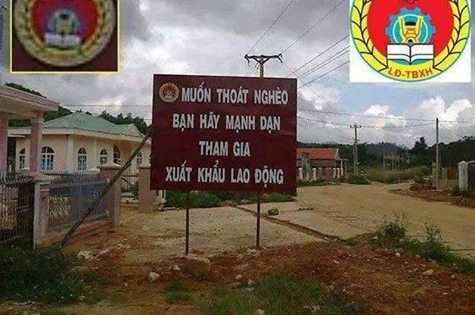 LĐ-TBXH
MUỐN THOÁT NGHÈO
BẠN HÃY MẠNH DẠN
THAM GIA
XUẤT KHẨU LAO ĐỘNG